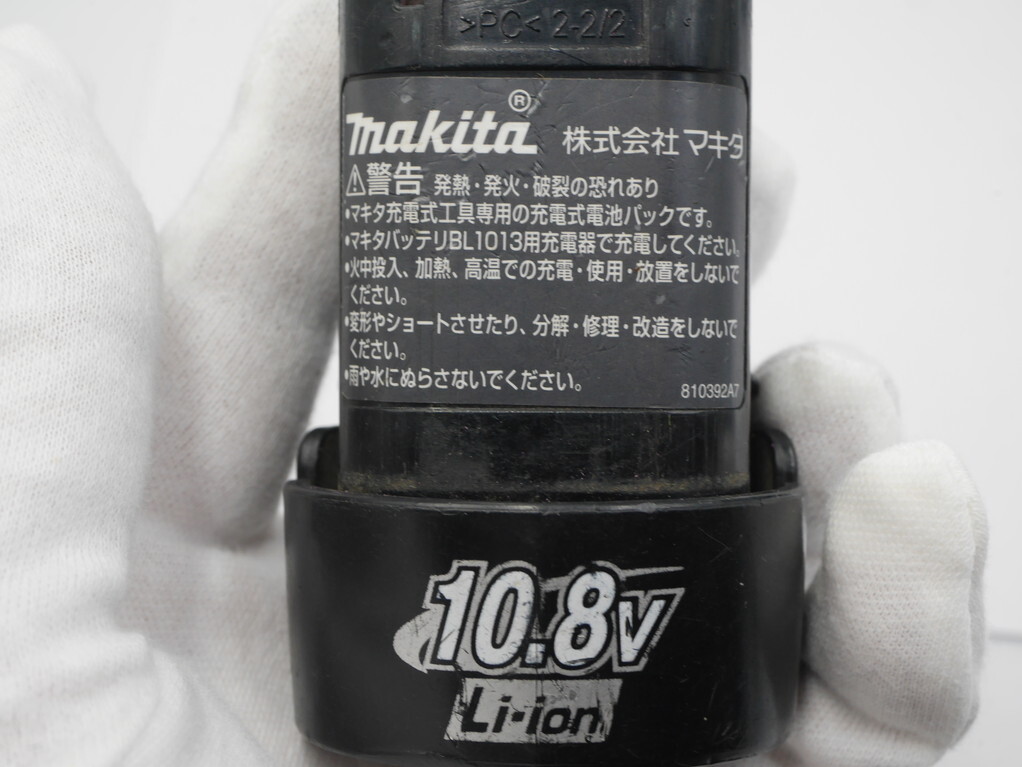 >PC< 2-2/2
makita® 株式会社 マキタ
⚠警告 発熱・発火・破裂の恐れあり
•マキタ充電式工具専用の充電式電池パックです。
•マキタバッテリBL1013用充電器で充電してください。
•火中投入、加熱、高温での充電・使用・放置をしないで
ください。
•変形やショートさせたり、分解・修理・改造をしないで
ください。
•雨や水にぬらさないでください。
810392A7
10.8V
Li-ion